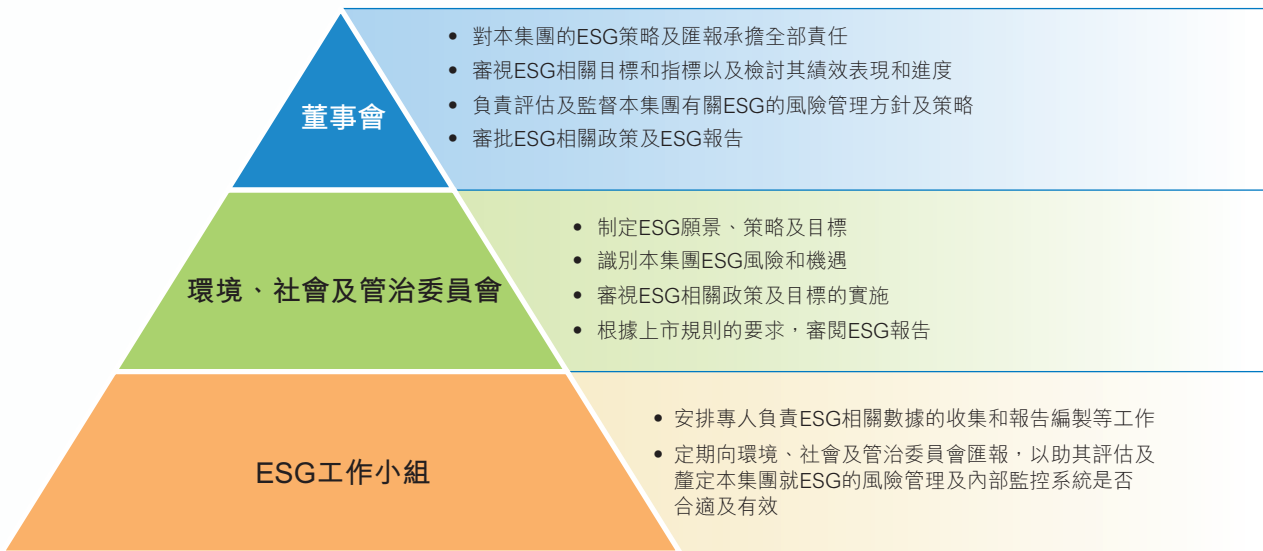 董事會
• 對本集團的ESG策略及匯報承擔全部責任
• 審視ESG相關目標和指標以及檢討其績效表現和進度
• 負責評估及監督本集團有關ESG的風險管理方針及策略
• 審批ESG相關政策及ESG報告
環境、社會及管治委員會
• 制定ESG願景、策略及目標
• 識別本集團ESG風險和機遇
• 審視ESG相關政策及目標的實施
• 根據上市規則的要求，審閱ESG報告
ESG工作小組
• 安排專人負責ESG相關數據的收集和報告編製等工作
• 定期向環境、社會及管治委員會匯報，以助其評估及
釐定本集團就ESG的風險管理及內部監控系統是否
合適及有效